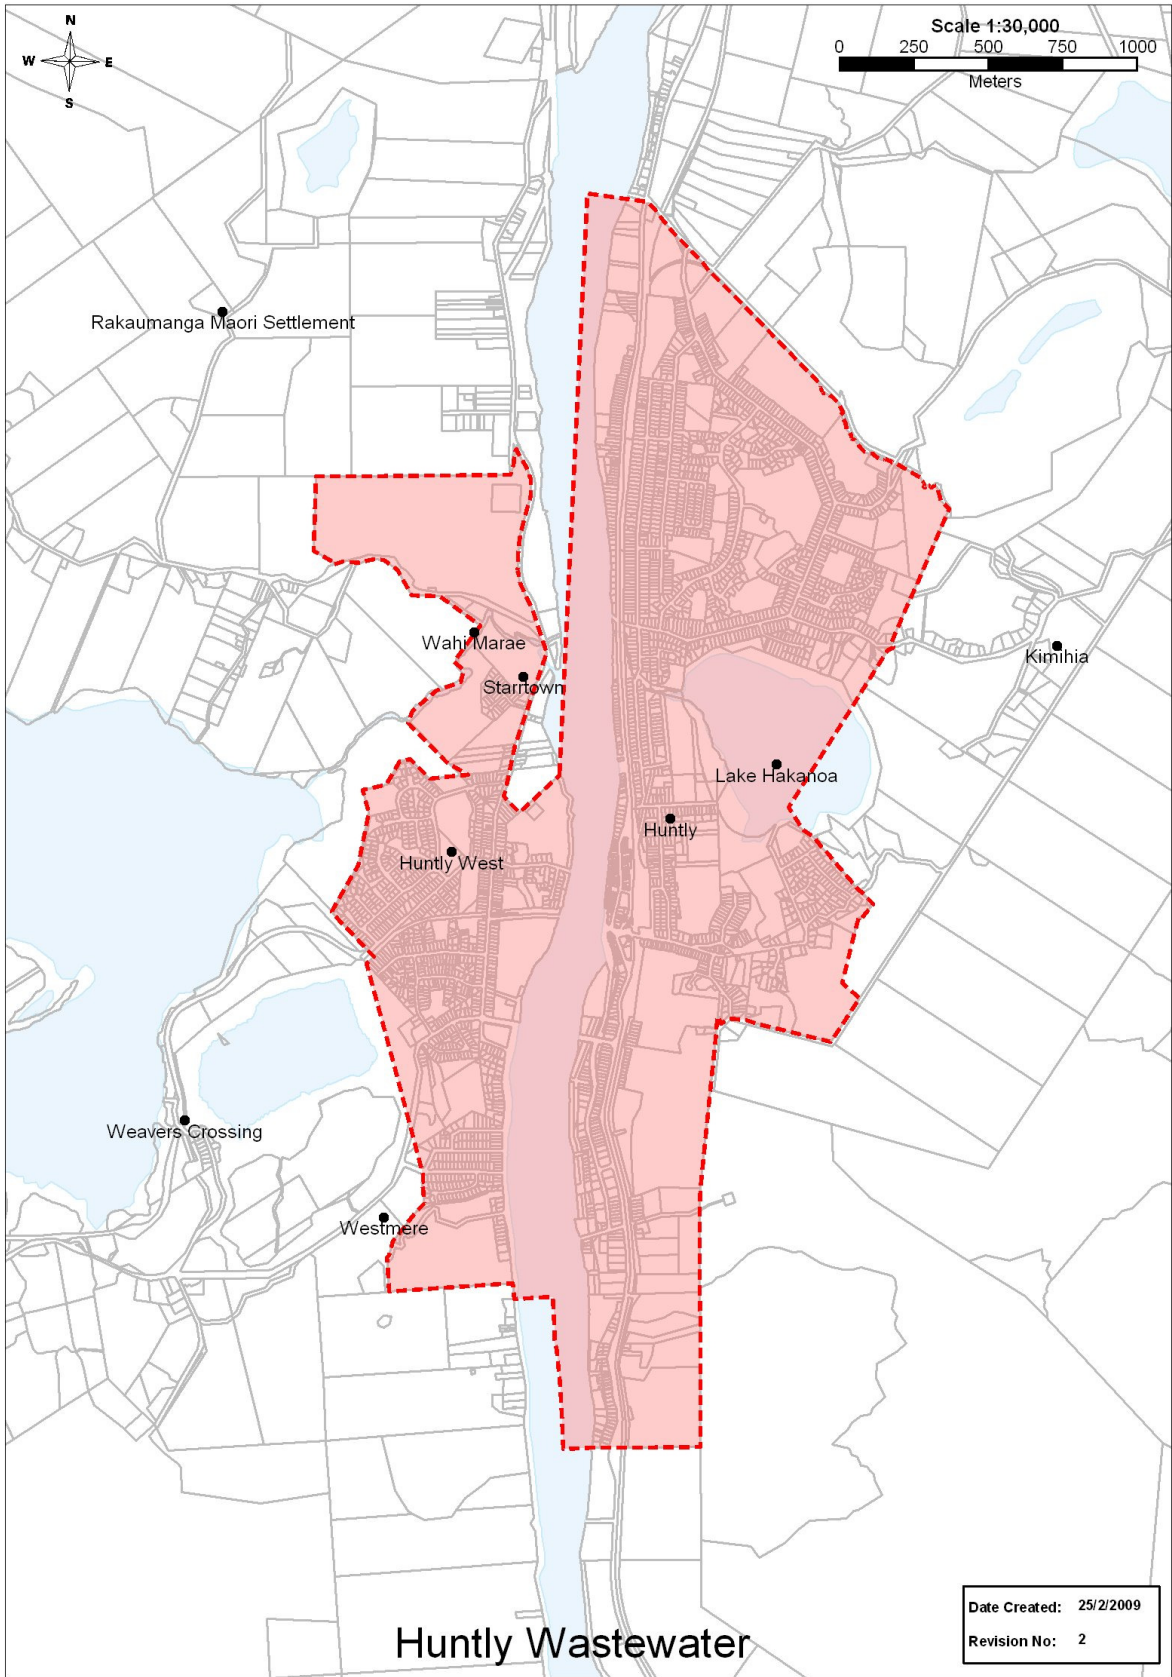 N
W E
S
Scale 1:30,000
0 250 500 750 1000
Meters
Rakaumanga Maori Settlement
Wahi Marae
Starrtown
Kimihia
Lake Hakanoa
Huntly
Huntly West
Weavers Crossing
Westmere
Huntly Wastewater
Date Created: 25/2/2009
Revision No: 2